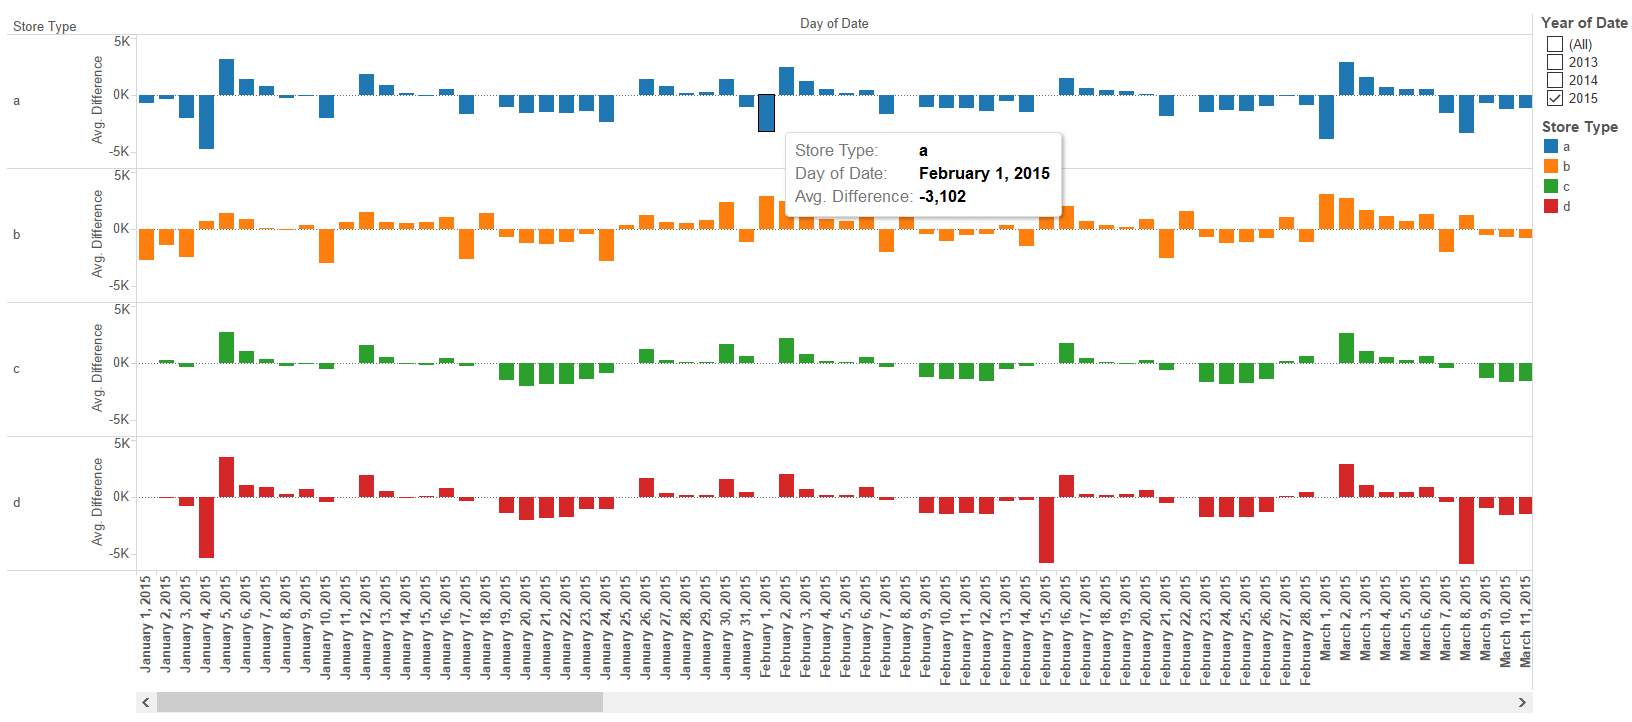 Store Type
Day of Date
a
Avg. Difference
5K
0K
-5K
b
Avg. Difference
5K
0K
-5K
c
Avg. Difference
5K
0K
-5K
d
Avg. Difference
5K
0K
-5K
Store Type: a
Day of Date: February 1, 2015
Avg. Difference: -3,102
January 1, 2015
January 2, 2015
January 3, 2015
January 4, 2015
January 5, 2015
January 6, 2015
January 7, 2015
January 8, 2015
January 9, 2015
January 10, 2015
January 11, 2015
January 12, 2015
January 13, 2015
January 14, 2015
January 15, 2015
January 16, 2015
January 17, 2015
January 18, 2015
January 19, 2015
January 20, 2015
January 21, 2015
January 22, 2015
January 23, 2015
January 24, 2015
January 25, 2015
January 26, 2015
January 27, 2015
January 28, 2015
January 29, 2015
January 30, 2015
January 31, 2015
February 1, 2015
February 2, 2015
February 3, 2015
February 4, 2015
February 5, 2015
February 6, 2015
February 7, 2015
February 8, 2015
February 9, 2015
February 10, 2015
February 11, 2015
February 12, 2015
February 13, 2015
February 14, 2015
February 15, 2015
February 16, 2015
February 17, 2015
February 18, 2015
February 19, 2015
February 20, 2015
February 21, 2015
February 22, 2015
February 23, 2015
February 24, 2015
February 25, 2015
February 26, 2015
February 27, 2015
February 28, 2015
March 1, 2015
March 2, 2015
March 3, 2015
March 4, 2015
March 5, 2015
March 6, 2015
March 7, 2015
March 8, 2015
March 9, 2015
March 10, 2015
March 11, 2015
Year of Date
(All)
2013
2014
2015
Store Type
a
b
c
d